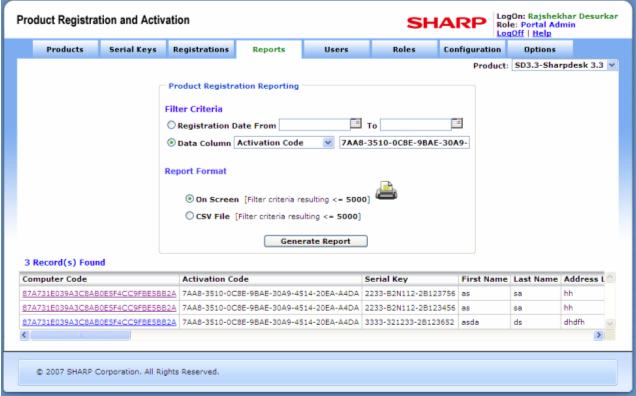 Product Registration and Activation
SHARP
LogOn: Rajshekhar Desurkar
Role: Portal Admin
LogOff | Help
Products Serial Keys Registrations Reports Users Roles Configuration Options
Product: SD3.3-Sharpdesk 3.3
Product Registration Reporting
Filter Criteria
Registration Date From To
Data Column Activation Code 7AA8-3510-0C8E-9BAE-30A9-
Report Format
On Screen [Filter criteria resulting <= 5000]
CSV File [Filter criteria resulting <= 5000]
Generate Report
3 Record(s) Found
Computer Code Activation Code Serial Key First Name Last Name Address L
87A731E039A3C8AB0E5F4CC9FBE5BB2A 7AA8-3510-0C8E-9BAE-30A9-4514-20EA-A4DA 2233-B2N112-2B123756 as sa hh
87A731E039A3C8AB0E5F4CC9FBE5BB2A 7AA8-3510-0C8E-9BAE-30A9-4514-20EA-A4DA 2233-B2N112-2B123456 as sa hh
87A731E039A3C8AB0E5F4CC9FBE5BB2A 7AA8-3510-0C8E-9BAE-30A9-4514-20EA-A4DA 3333-321233-2B123652 asda ds dhdfh
© 2007 SHARP Corporation. All Rights Reserved.